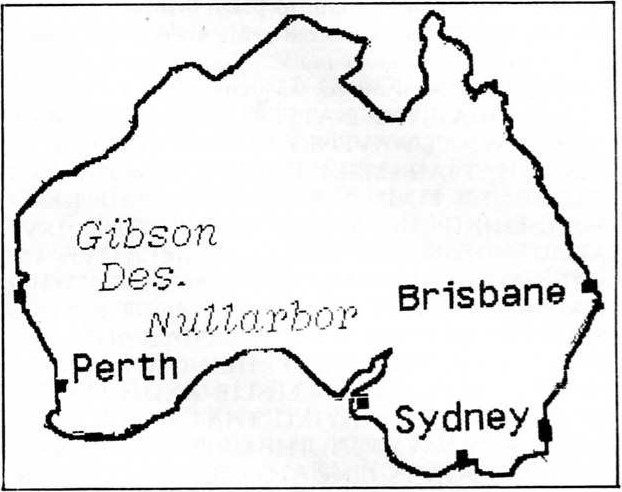 Gibson
Des.
Nullarbor
Brisbane
Perth
Sydney